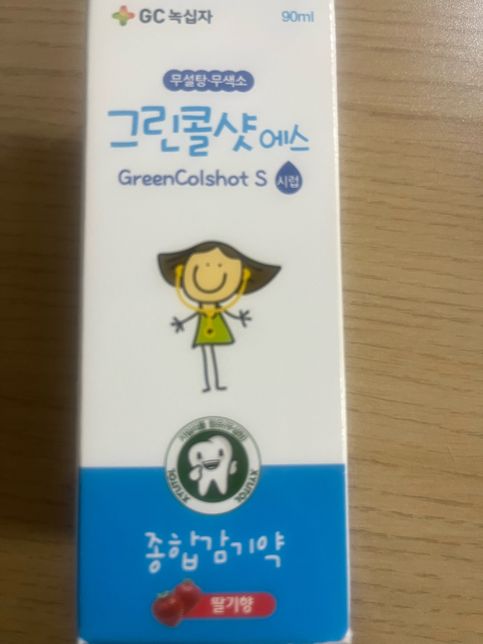 GC 녹십자
90ml
무설탕·무색소
그린콜샷 에스
GreenColshot S 시럽
XYLITOL
XYLITOL
종합감기약
딸기향